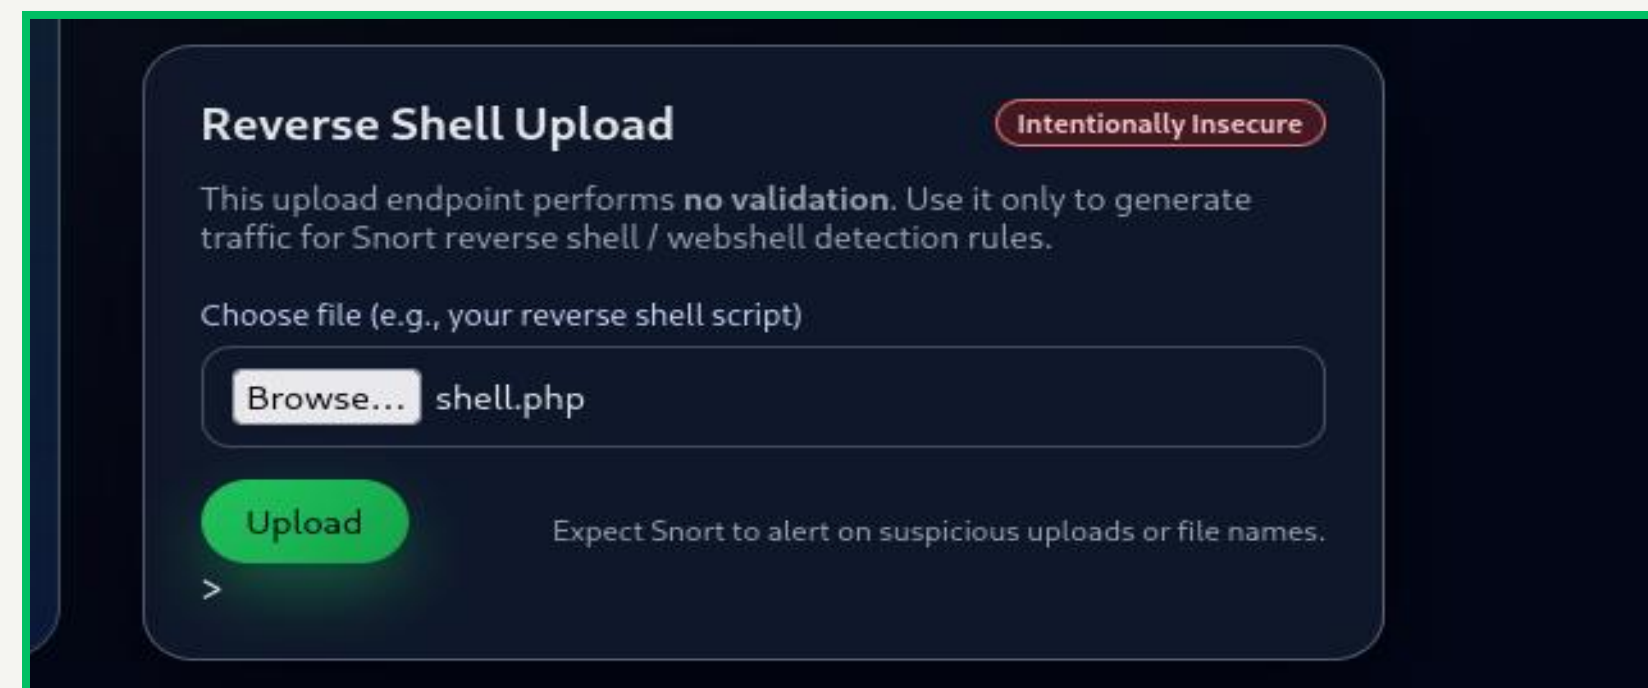 Reverse Shell Upload
Intentionally Insecure
This upload endpoint performs no validation. Use it only to generate
traffic for Snort reverse shell / webshell detection rules.
Choose file (e.g., your reverse shell script)
Browse... shell.php
Upload
Expect Snort to alert on suspicious uploads or file names.
>